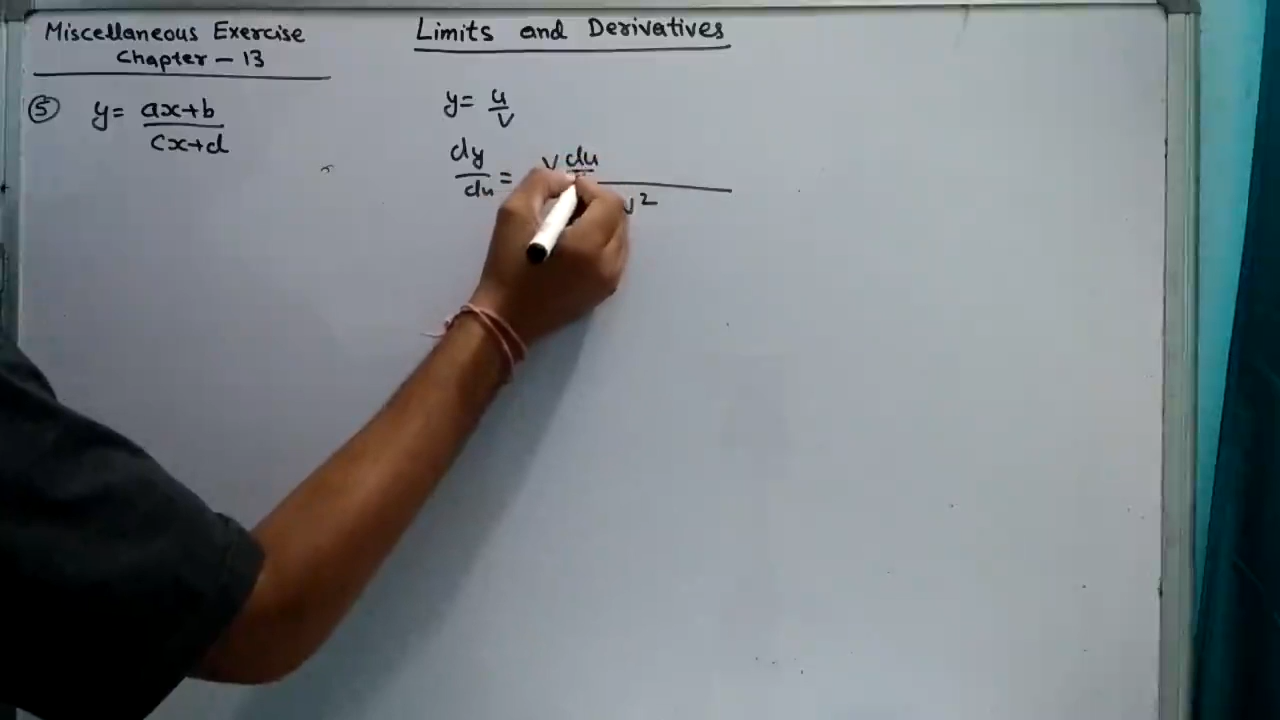 Miscellaneous Exercise
Chapter - 13
Limits and Derivatives
⑤ y = ax+b / cx+d
y = u / v
dy / du = v du / v²